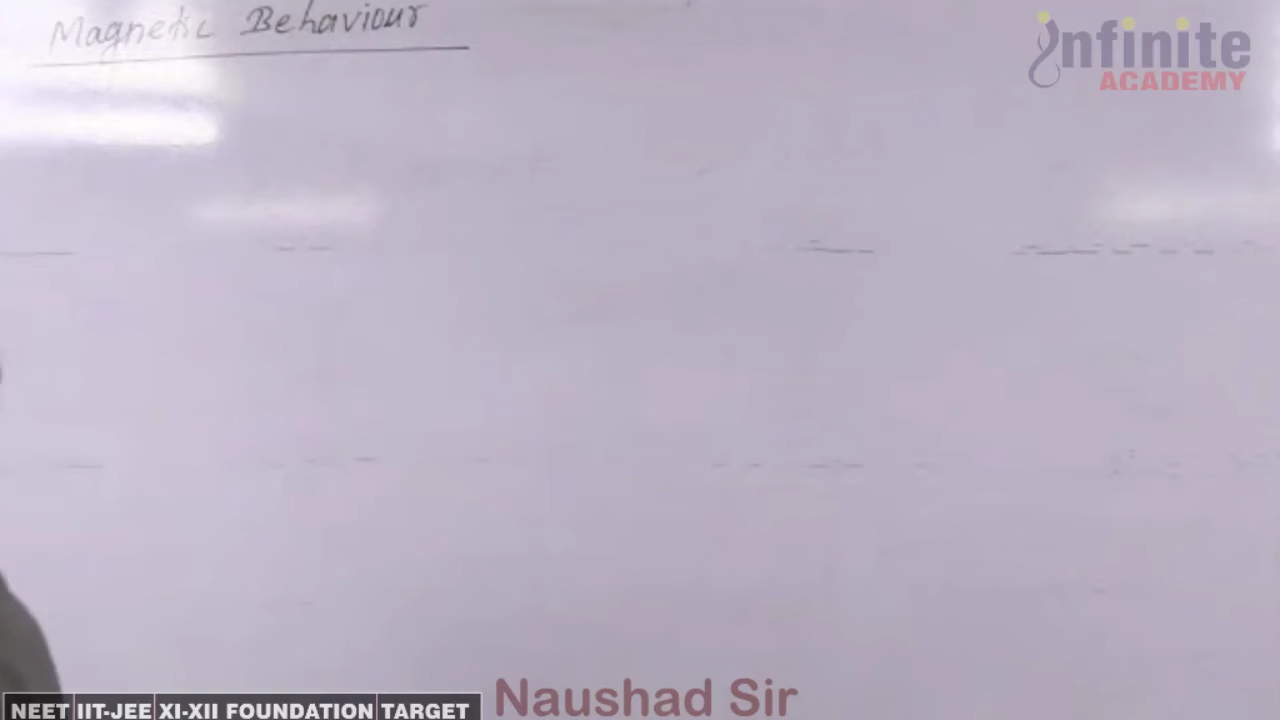 Magnetic Behaviour
Infinite
ACADEMY
NEET IIT-JEE XI-XII FOUNDATION TARGET
Naushad Sir